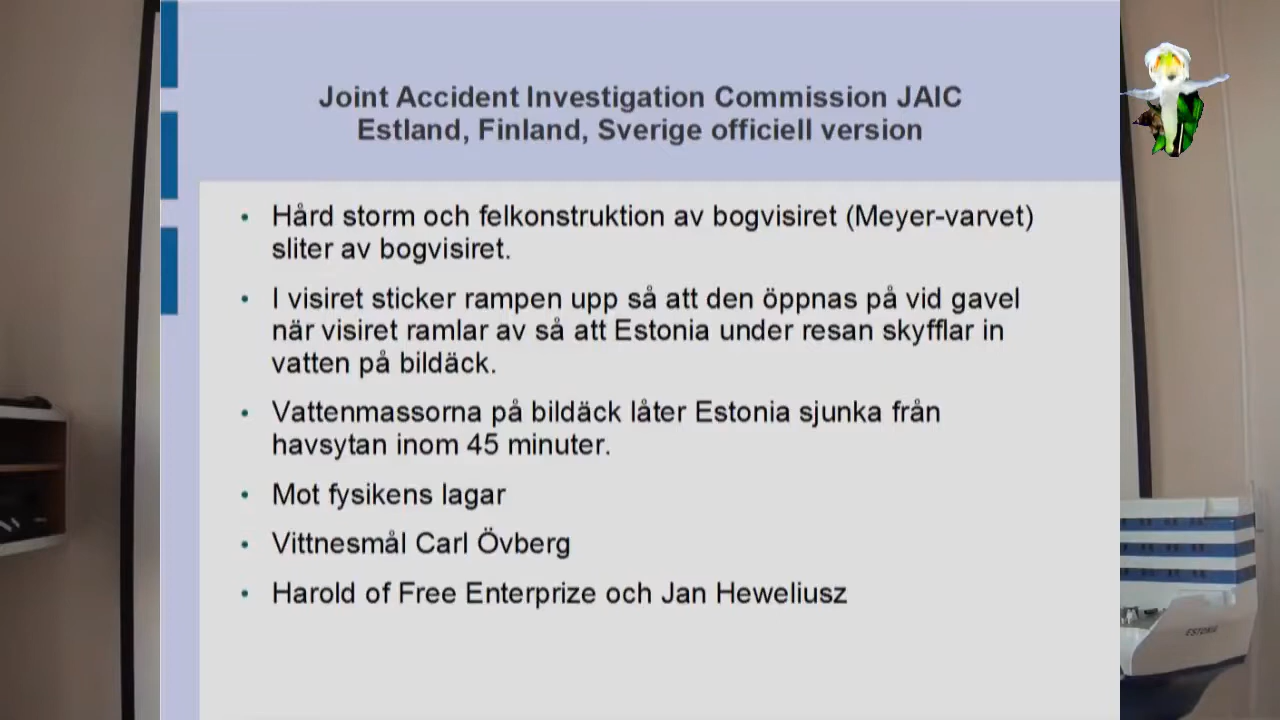 Joint Accident Investigation Commission JAIC
Estland, Finland, Sverige officiell version
• Hård storm och felkonstruktion av bogvisiret (Meyer-varvet)
sliter av bogvisiret.
• I visiret sticker rampen upp så att den öppnas på vid gavel
när visiret ramlar av så att Estonia under resan skyfflar in
vatten på bildäck.
• Vattenmassorna på bildäck låter Estonia sjunka från
havsytan inom 45 minuter.
• Mot fysikens lagar
• Vittnesmål Carl Övberg
• Harold of Free Enterprize och Jan Heweliusz
ESTONIA